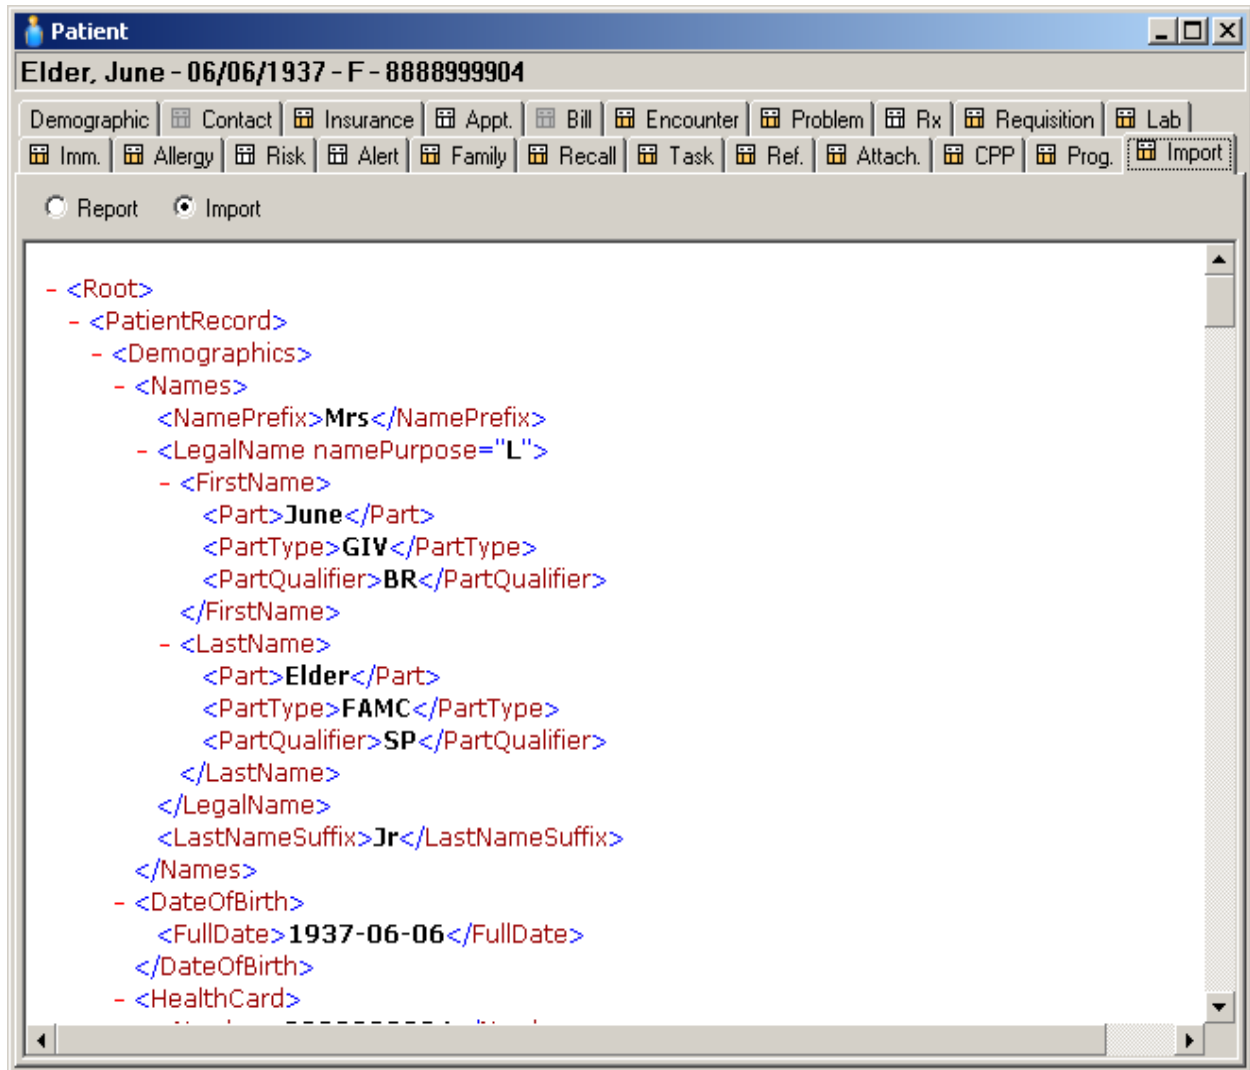 Patient
Elder, June - 06/06/1937 - F - 8888999904
Demographic Contact Insurance Appt. Bill Encounter Problem Rx Requisition Lab
Imm. Allergy Risk Alert Family Recall Task Ref. Attach. CPP Prog. Import
Report Import
- <Root>
- <PatientRecord>
- <Demographics>
- <Names>
<NamePrefix>Mrs</NamePrefix>
- <LegalName namePurpose="L">
- <FirstName>
<Part>June</Part>
<PartType>GIV</PartType>
<PartQualifier>BR</PartQualifier>
</FirstName>
- <LastName>
<Part>Elder</Part>
<PartType>FAMC</PartType>
<PartQualifier>SP</PartQualifier>
</LastName>
</LegalName>
<LastNameSuffix>Jr</LastNameSuffix>
</Names>
- <DateOfBirth>
<FullDate>1937-06-06</FullDate>
</DateOfBirth>
- <HealthCard>